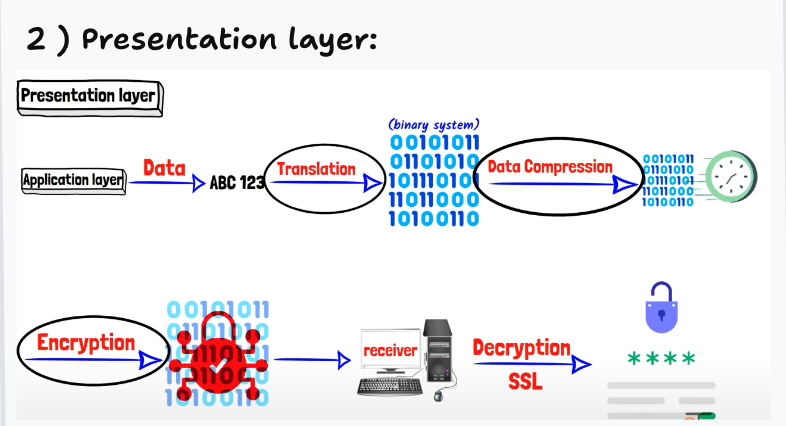 2 ) Presentation layer:
Presentation layer
(binary system)
Application layer
Data
ABC 123
Translation
00101011
01101010
10111010
11011000
10100110
Data Compression
00101011
01101010
10111010
11011000
10100110
Encryption
00101011
receiver
Decryption
SSL
****